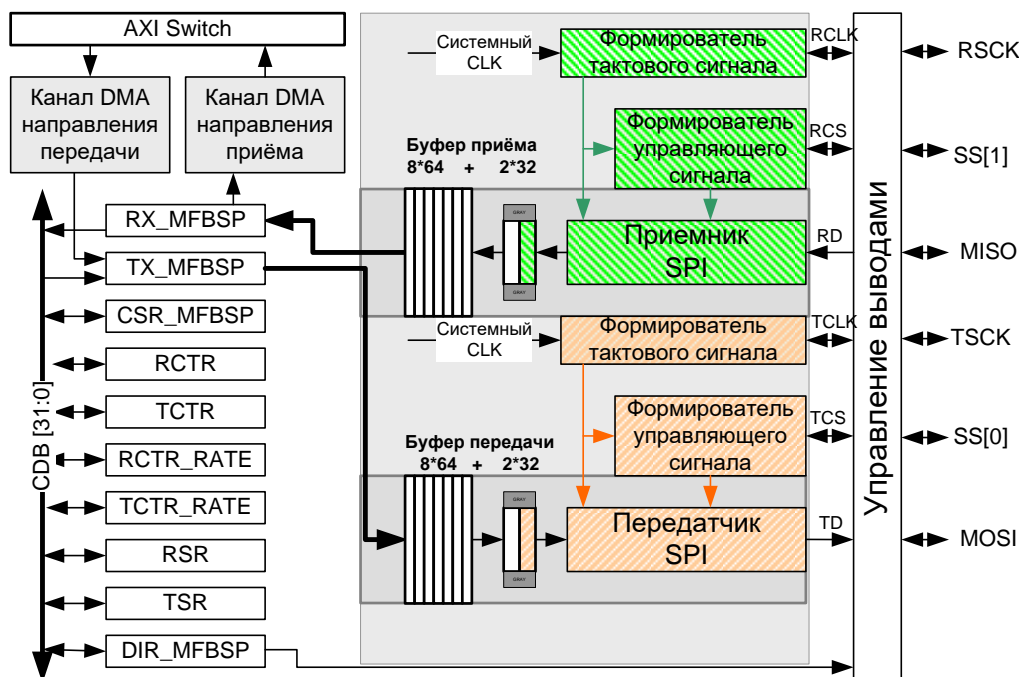 AXI Switch
Канал DMA
направления
передачи
Канал DMA
направления
приёма
CDB [31:0]
RX_MFBSP
TX_MFBSP
CSR_MFBSP
RCTR
TCTR
RCTR_RATE
TCTR_RATE
RSR
TSR
DIR_MFBSP
Системный
CLK
Формирователь
тактового сигнала
Формирователь
управляющего
сигнала
Буфер приёма
8*64 + 2*32
GRAY
GRAY
Приемник
SPI
Системный
CLK
Формирователь
тактового сигнала
Формирователь
управляющего
сигнала
Буфер передачи
8*64 + 2*32
GRAY
GRAY
Передатчик
SPI
RCLK
RCS
RD
TCLK
TCS
TD
Управление выводами
RSCK
SS[1]
MISO
TSCK
SS[0]
MOSI